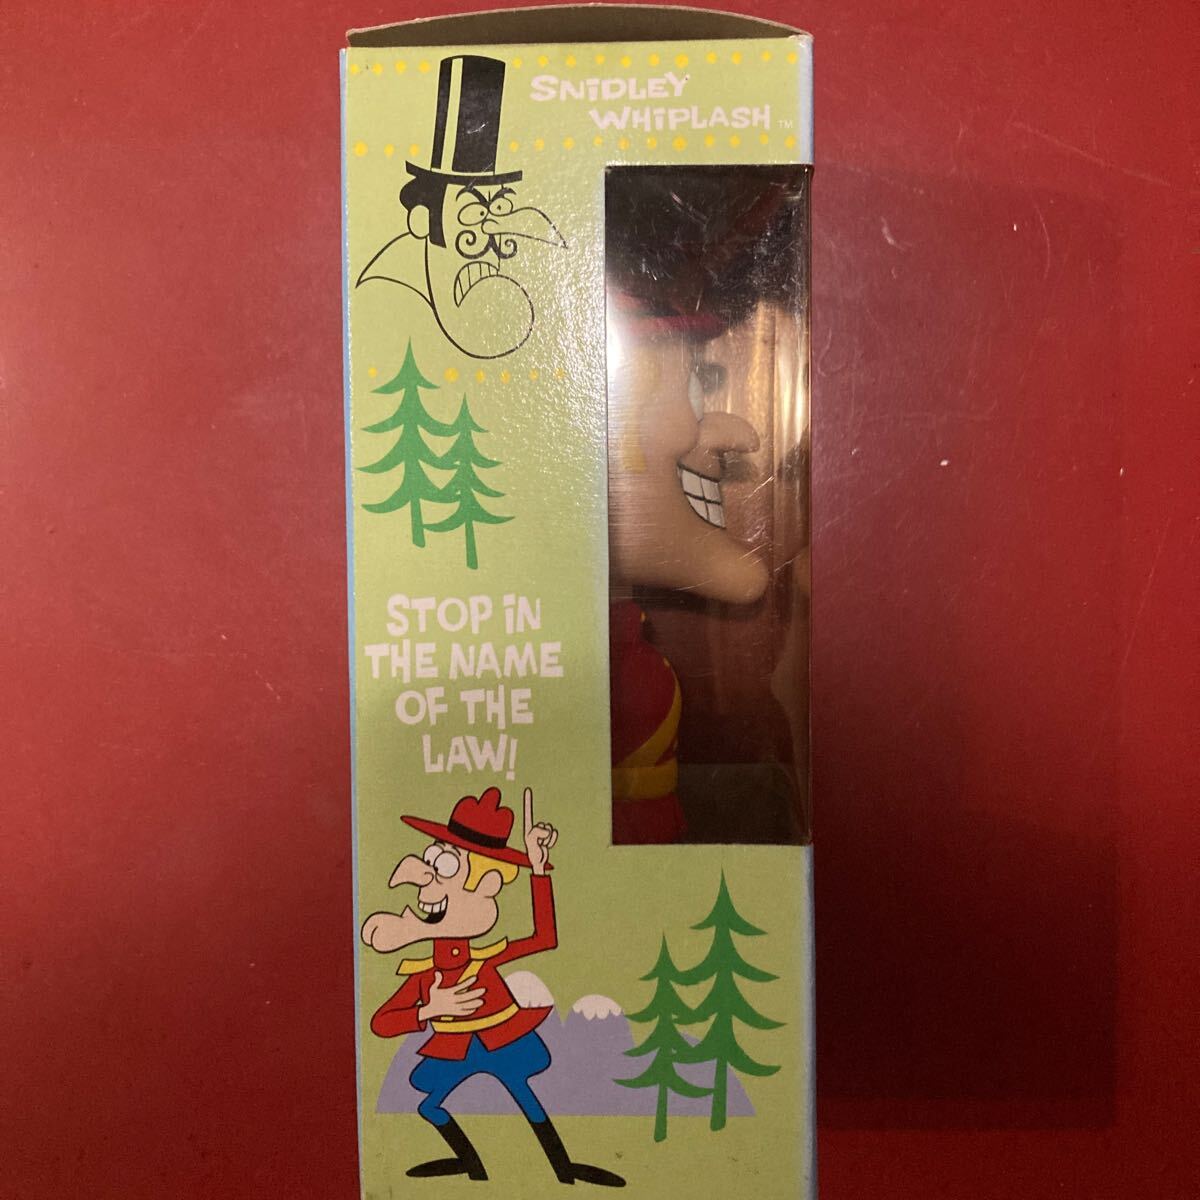 SNiDLEY
WHiPLASH™
STOP iN
THE NAME
OF THE
LAW!